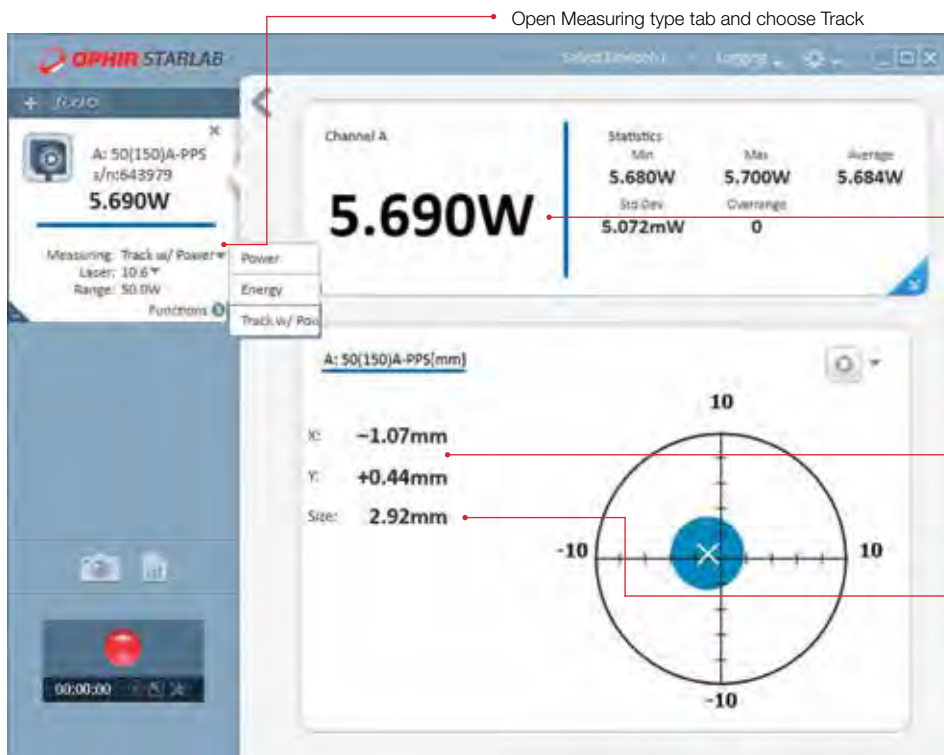 Open Measuring type tab and choose Track
OPHIR STARLAB
Logging
+
A: 50(150)A-PPS
s/n:643979
5.690W
Measuring: Track w/ Power
Laser: 10.6
Range: 50.0W
Functions
Power
Energy
Track w/ Pow
Channel A
5.690W
Statistics
Min Max Average
5.680W 5.700W 5.684W
Std Dev Overrange
5.072mW 0
A: 50(150)A-PPS[mm]
X: −1.07mm
Y: +0.44mm
Size: 2.92mm
10
-10 10
-10
00:00:00